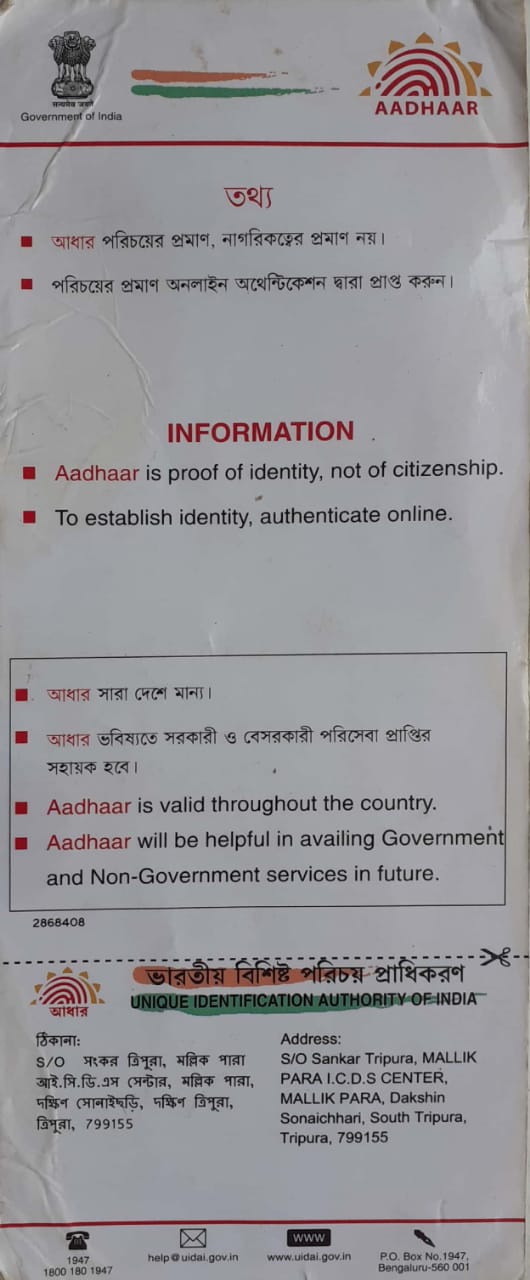 सत्यमेव जयते
Government of India
AADHAAR
তথ্য
আধার পরিচয়ের প্রমাণ, নাগরিকত্বের প্রমাণ নয়।
পরিচয়ের প্রমাণ অনলাইন অথেন্টিকেশন দ্বারা প্রাপ্ত করুন।
INFORMATION
Aadhaar is proof of identity, not of citizenship.
To establish identity, authenticate online.
আধার সারা দেশে মান্য।
আধার ভবিষ্যতে সরকারী ও বেসরকারী পরিসেবা প্রাপ্তির
সহায়ক হবে।
Aadhaar is valid throughout the country.
Aadhaar will be helpful in availing Government
and Non-Government services in future.
2868408
আধার
ভারতীয় বিশিষ্ট পরিচয় প্রাধিকরণ
UNIQUE IDENTIFICATION AUTHORITY OF INDIA
ঠিকানা:
S/O সংকর ত্রিপুরা, মল্লিক পারা
আই.সি.ডি.এস সেন্টার, মল্লিক পারা,
দক্ষিণ সোনাইছড়ি, দক্ষিণ ত্রিপুরা,
ত্রিপুরা, 799155
Address:
S/O Sankar Tripura, MALLIK
PARA I.C.D.S CENTER,
MALLIK PARA, Dakshin
Sonaichhari, South Tripura,
Tripura, 799155
1947
1800 180 1947
help@uidai.gov.in
www
www.uidai.gov.in
P.O. Box No.1947,
Bengaluru-560 001